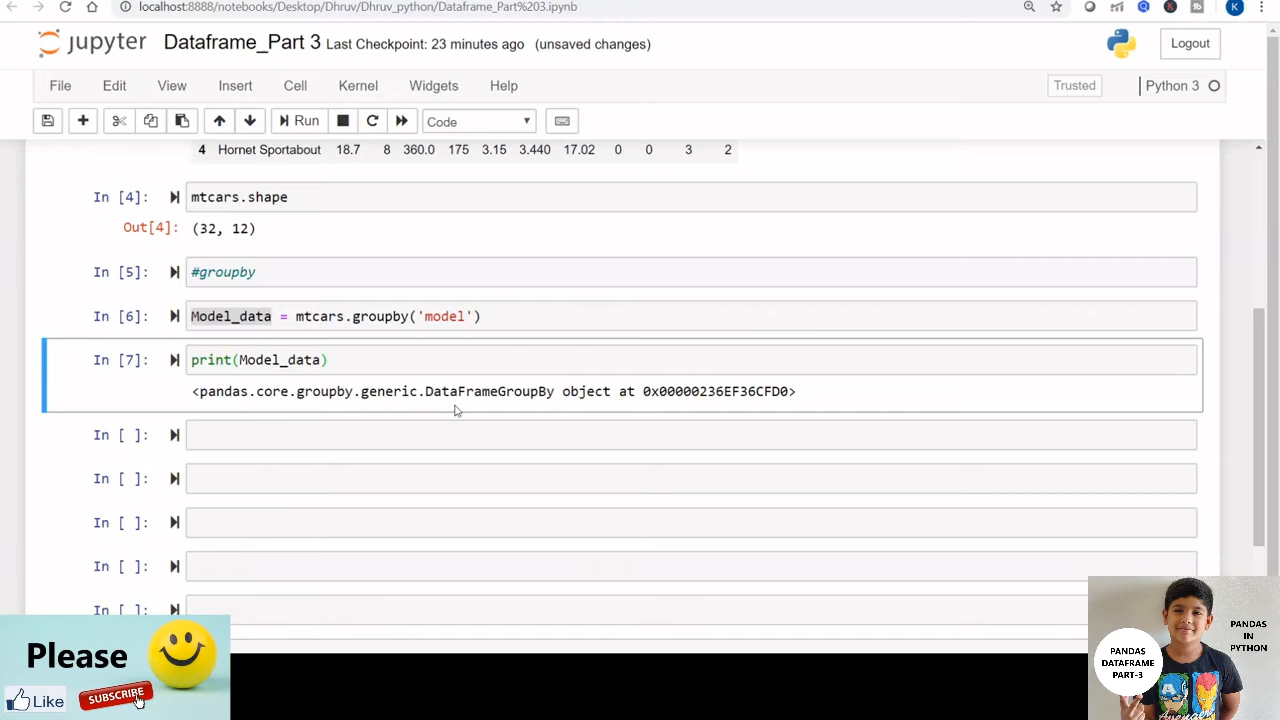 localhost:8888/notebooks/Desktop/Dhruv/Dhruv_python/Dataframe_Part%203.ipynb
K
K
jupyter Dataframe_Part 3 Last Checkpoint: 23 minutes ago (unsaved changes)
Logout
File Edit View Insert Cell Kernel Widgets Help
Trusted
Python 3
Run
Code
4 Hornet Sportabout 18.7 8 360.0 175 3.15 3.440 17.02 0 0 3 2
In [4]: mtcars.shape
Out[4]: (32, 12)
In [5]: #groupby
In [6]: Model_data = mtcars.groupby('model')
In [7]: print(Model_data)
<pandas.core.groupby.generic.DataFrameGroupBy object at 0x00000236EF36CFD0>
In [ ]:
In [ ]:
In [ ]:
In [ ]:
In [ ]:
Please
Like
SUBSCRIBE
PANDAS
DATAFRAME
PART-3
PANDAS
IN
PYTHON